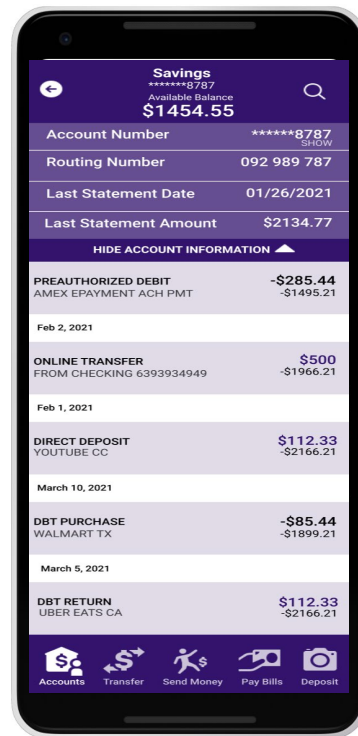 Savings
*******8787
Available Balance
$1454.55
Account Number ******8787
SHOW
Routing Number 092 989 787
Last Statement Date 01/26/2021
Last Statement Amount $2134.77
HIDE ACCOUNT INFORMATION
PREAUTHORIZED DEBIT -$285.44
AMEX EPAYMENT ACH PMT -$1495.21
Feb 2, 2021
ONLINE TRANSFER $500
FROM CHECKING 6393934949 -$1966.21
Feb 1, 2021
DIRECT DEPOSIT $112.33
YOUTUBE CC -$2166.21
March 10, 2021
DBT PURCHASE -$85.44
WALMART TX -$1899.21
March 5, 2021
DBT RETURN $112.33
UBER EATS CA -$2166.21
$ $ $
Accounts Transfer Send Money Pay Bills Deposit